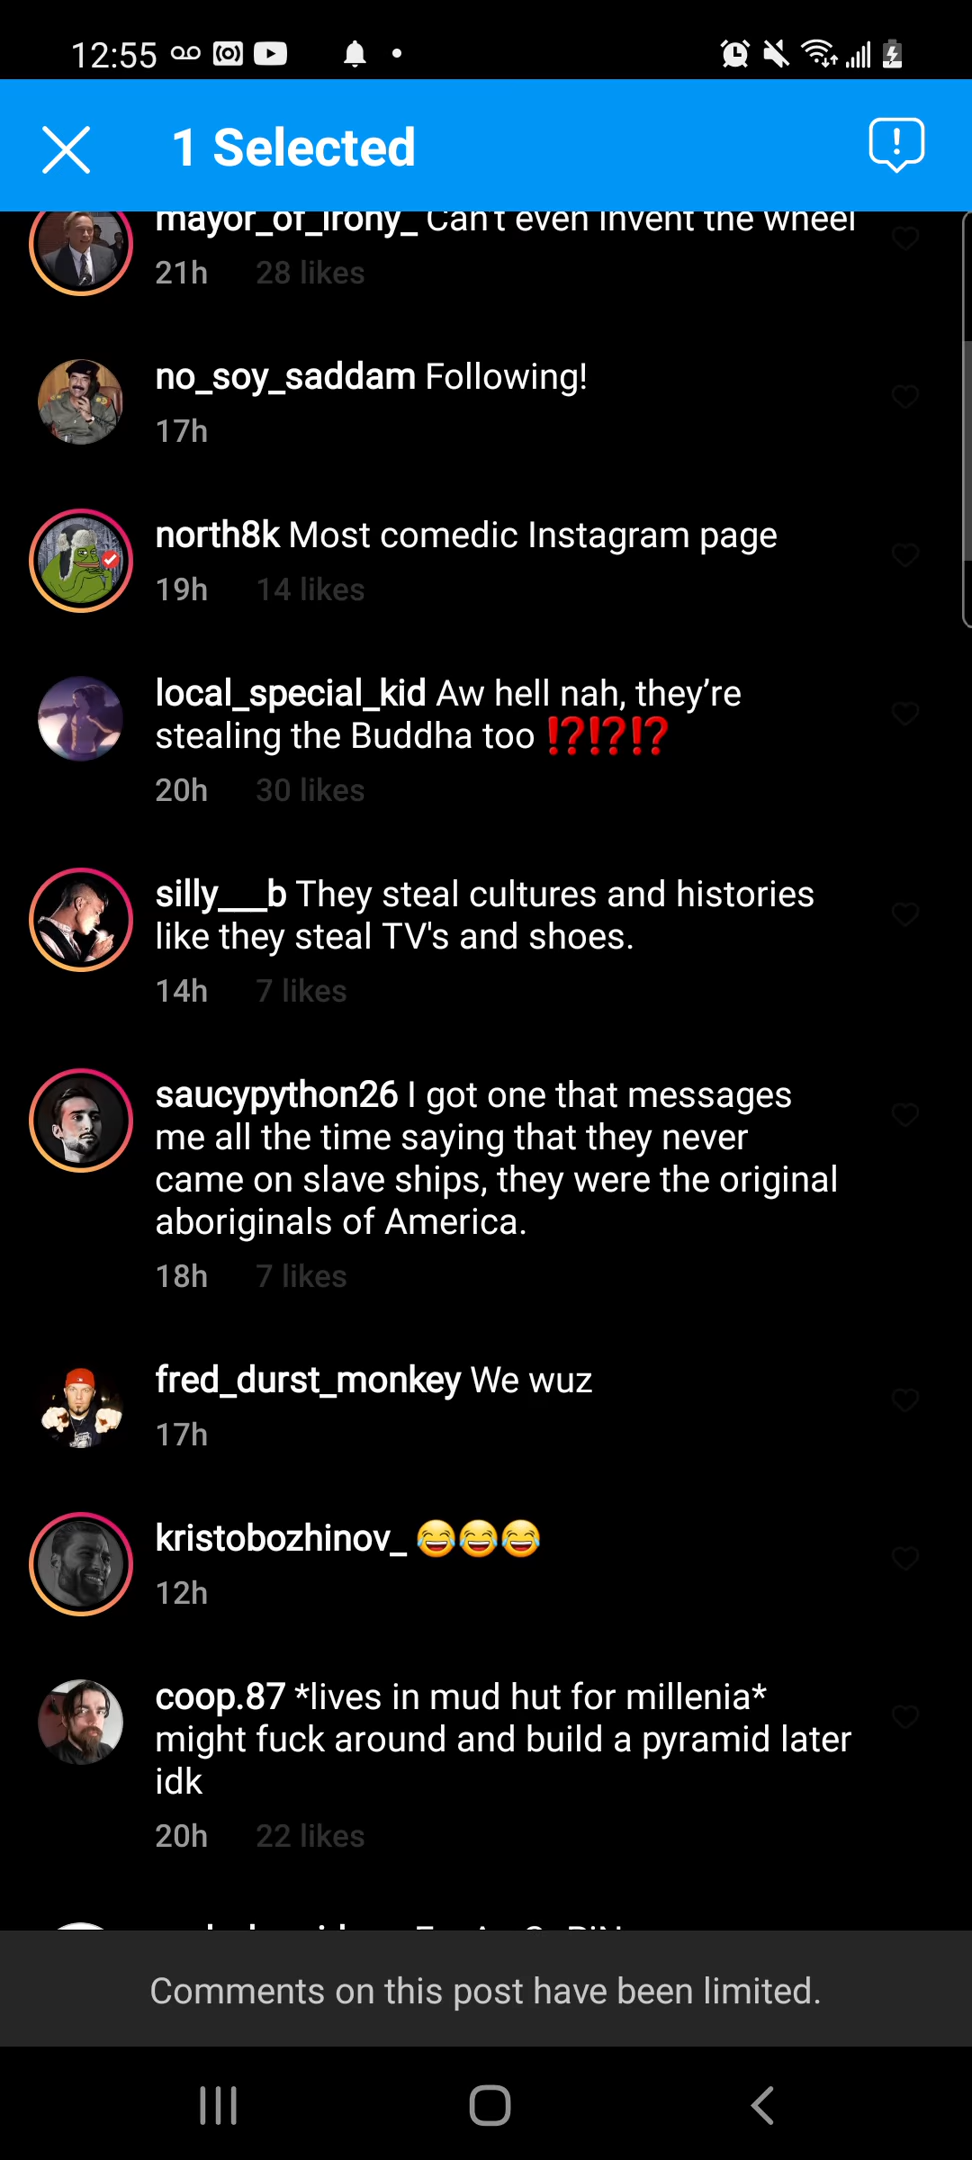 12:55
1 Selected
mayor_of_irony_ Can't even invent the wheel
21h 28 likes
no_soy_saddam Following!
17h
north8k Most comedic Instagram page
19h 14 likes
local_special_kid Aw hell nah, they’re
stealing the Buddha too ⁉️⁉️⁉️
20h 30 likes
silly___b They steal cultures and histories
like they steal TV's and shoes.
14h 7 likes
saucypython26 I got one that messages
me all the time saying that they never
came on slave ships, they were the original
aboriginals of America.
18h 7 likes
fred_durst_monkey We wuz
17h
kristobozhinov_ 😂😂😂
12h
coop.87 *lives in mud hut for millenia*
might fuck around and build a pyramid later
idk
20h 22 likes
Comments on this post have been limited.